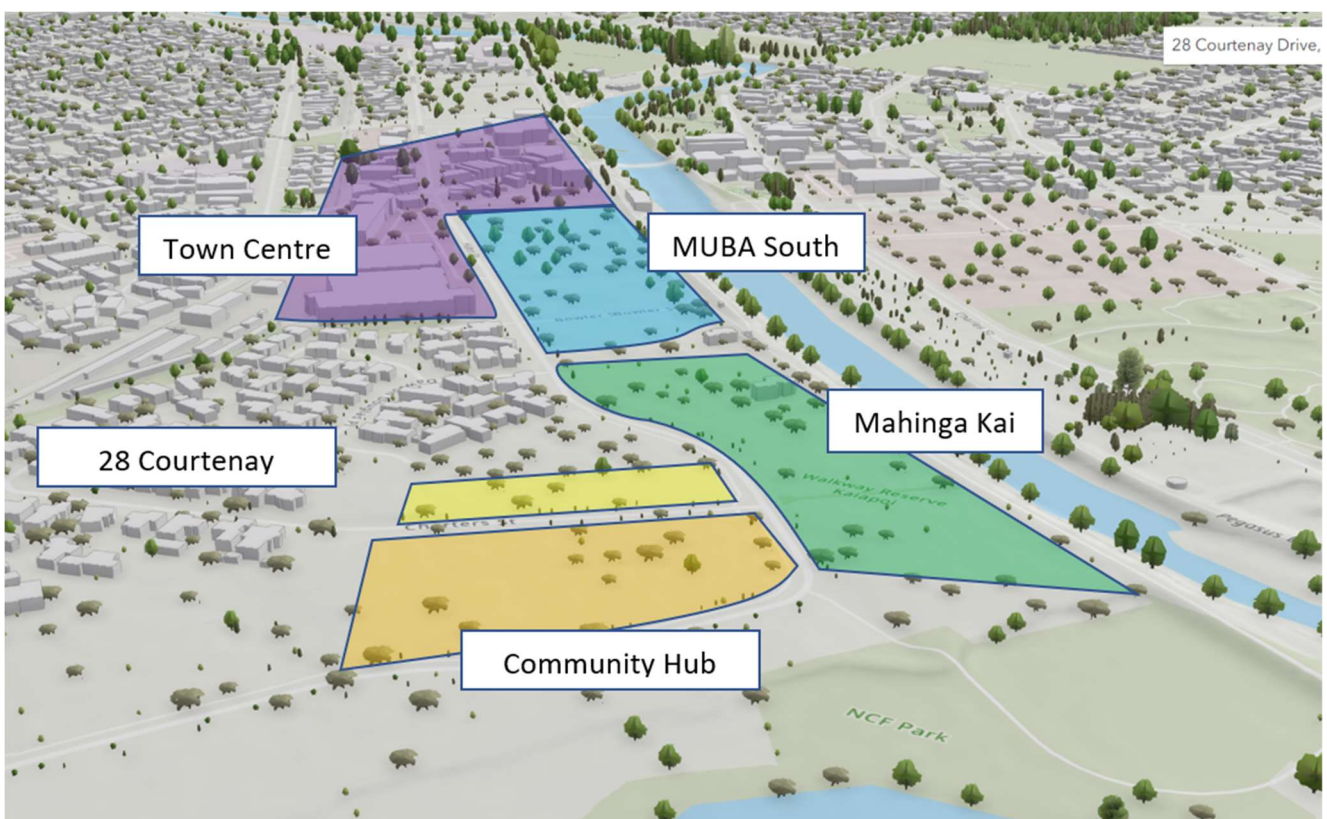 28 Courtenay Drive,
Town Centre
MUBA South
Mahinga Kai
28 Courtenay
Walkway Reserve
Kaiapoi
Charters St
Pegasus
Community Hub
NCF Park